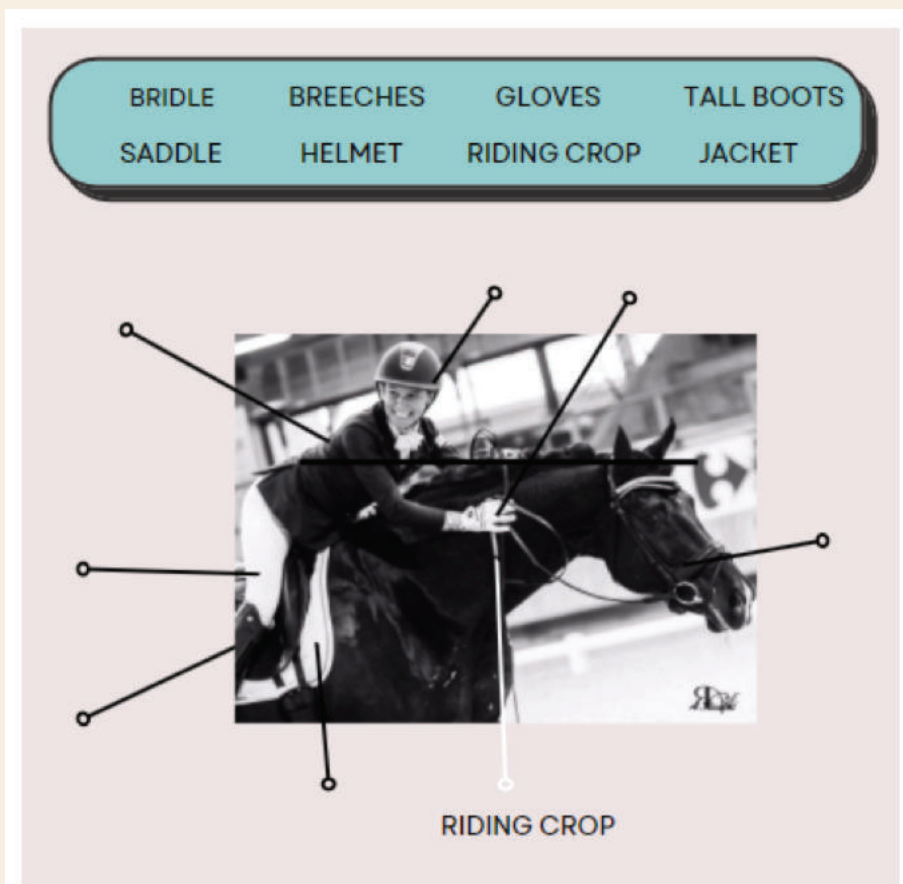 BRIDLE BREECHES GLOVES TALL BOOTS
SADDLE HELMET RIDING CROP JACKET
RIDING CROP